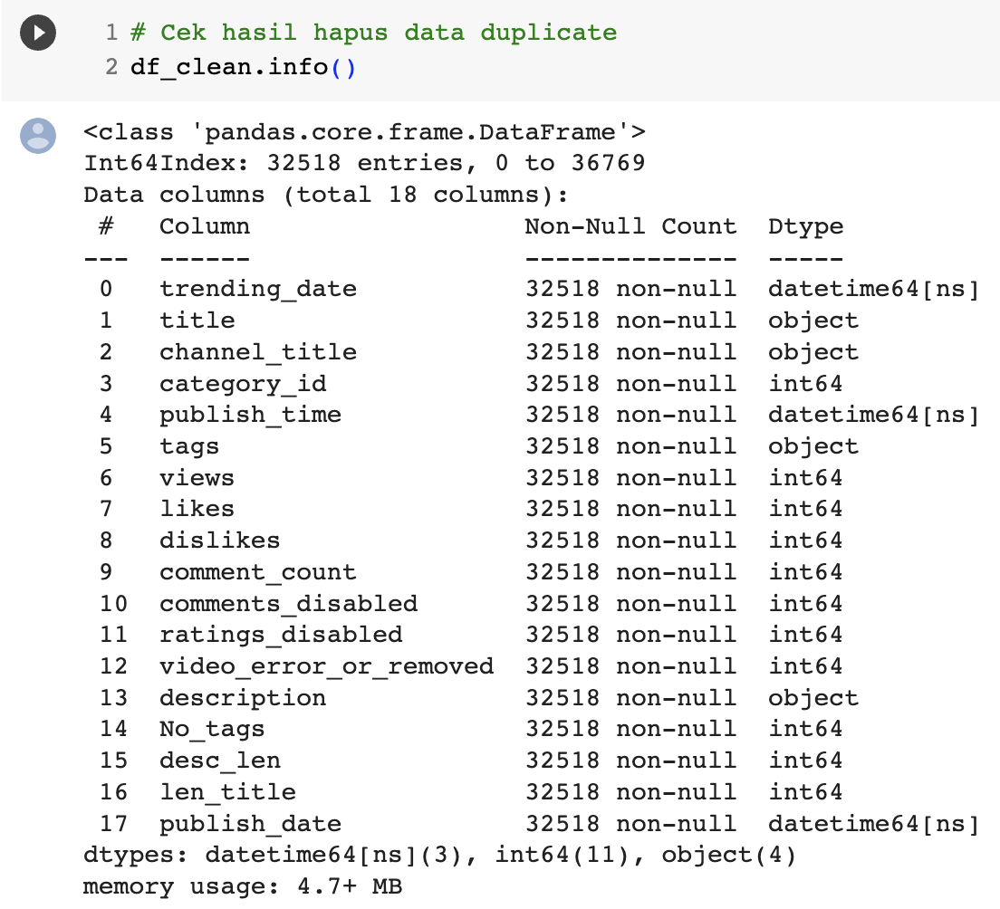 1 # Cek hasil hapus data duplicate
2 df_clean.info()
<class 'pandas.core.frame.DataFrame'>
Int64Index: 32518 entries, 0 to 36769
Data columns (total 18 columns):
 #   Column                  Non-Null Count  Dtype
---  ------                  --------------  -----
 0   trending_date           32518 non-null  datetime64[ns]
 1   title                   32518 non-null  object
 2   channel_title           32518 non-null  object
 3   category_id             32518 non-null  int64
 4   publish_time            32518 non-null  datetime64[ns]
 5   tags                    32518 non-null  object
 6   views                   32518 non-null  int64
 7   likes                   32518 non-null  int64
 8   dislikes                32518 non-null  int64
 9   comment_count           32518 non-null  int64
 10  comments_disabled       32518 non-null  int64
 11  ratings_disabled        32518 non-null  int64
 12  video_error_or_removed  32518 non-null  int64
 13  description             32518 non-null  object
 14  No_tags                 32518 non-null  int64
 15  desc_len                32518 non-null  int64
 16  len_title               32518 non-null  int64
 17  publish_date            32518 non-null  datetime64[ns]
dtypes: datetime64[ns](3), int64(11), object(4)
memory usage: 4.7+ MB